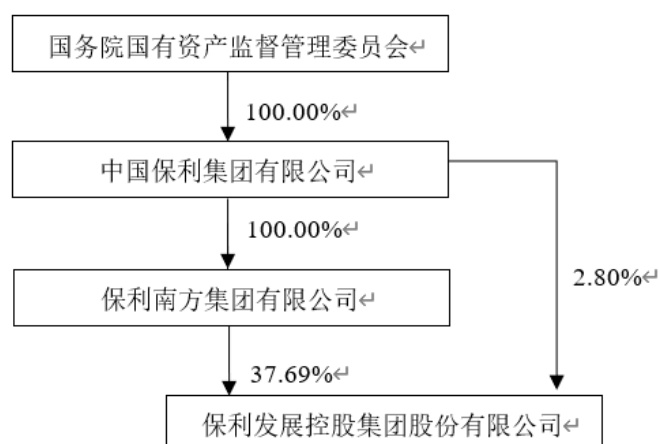 国务院国有资产监督管理委员会↵
100.00%↵
中国保利集团有限公司↵
100.00%↵
保利南方集团有限公司↵
2.80%↵
37.69%↵
保利发展控股集团股份有限公司↵